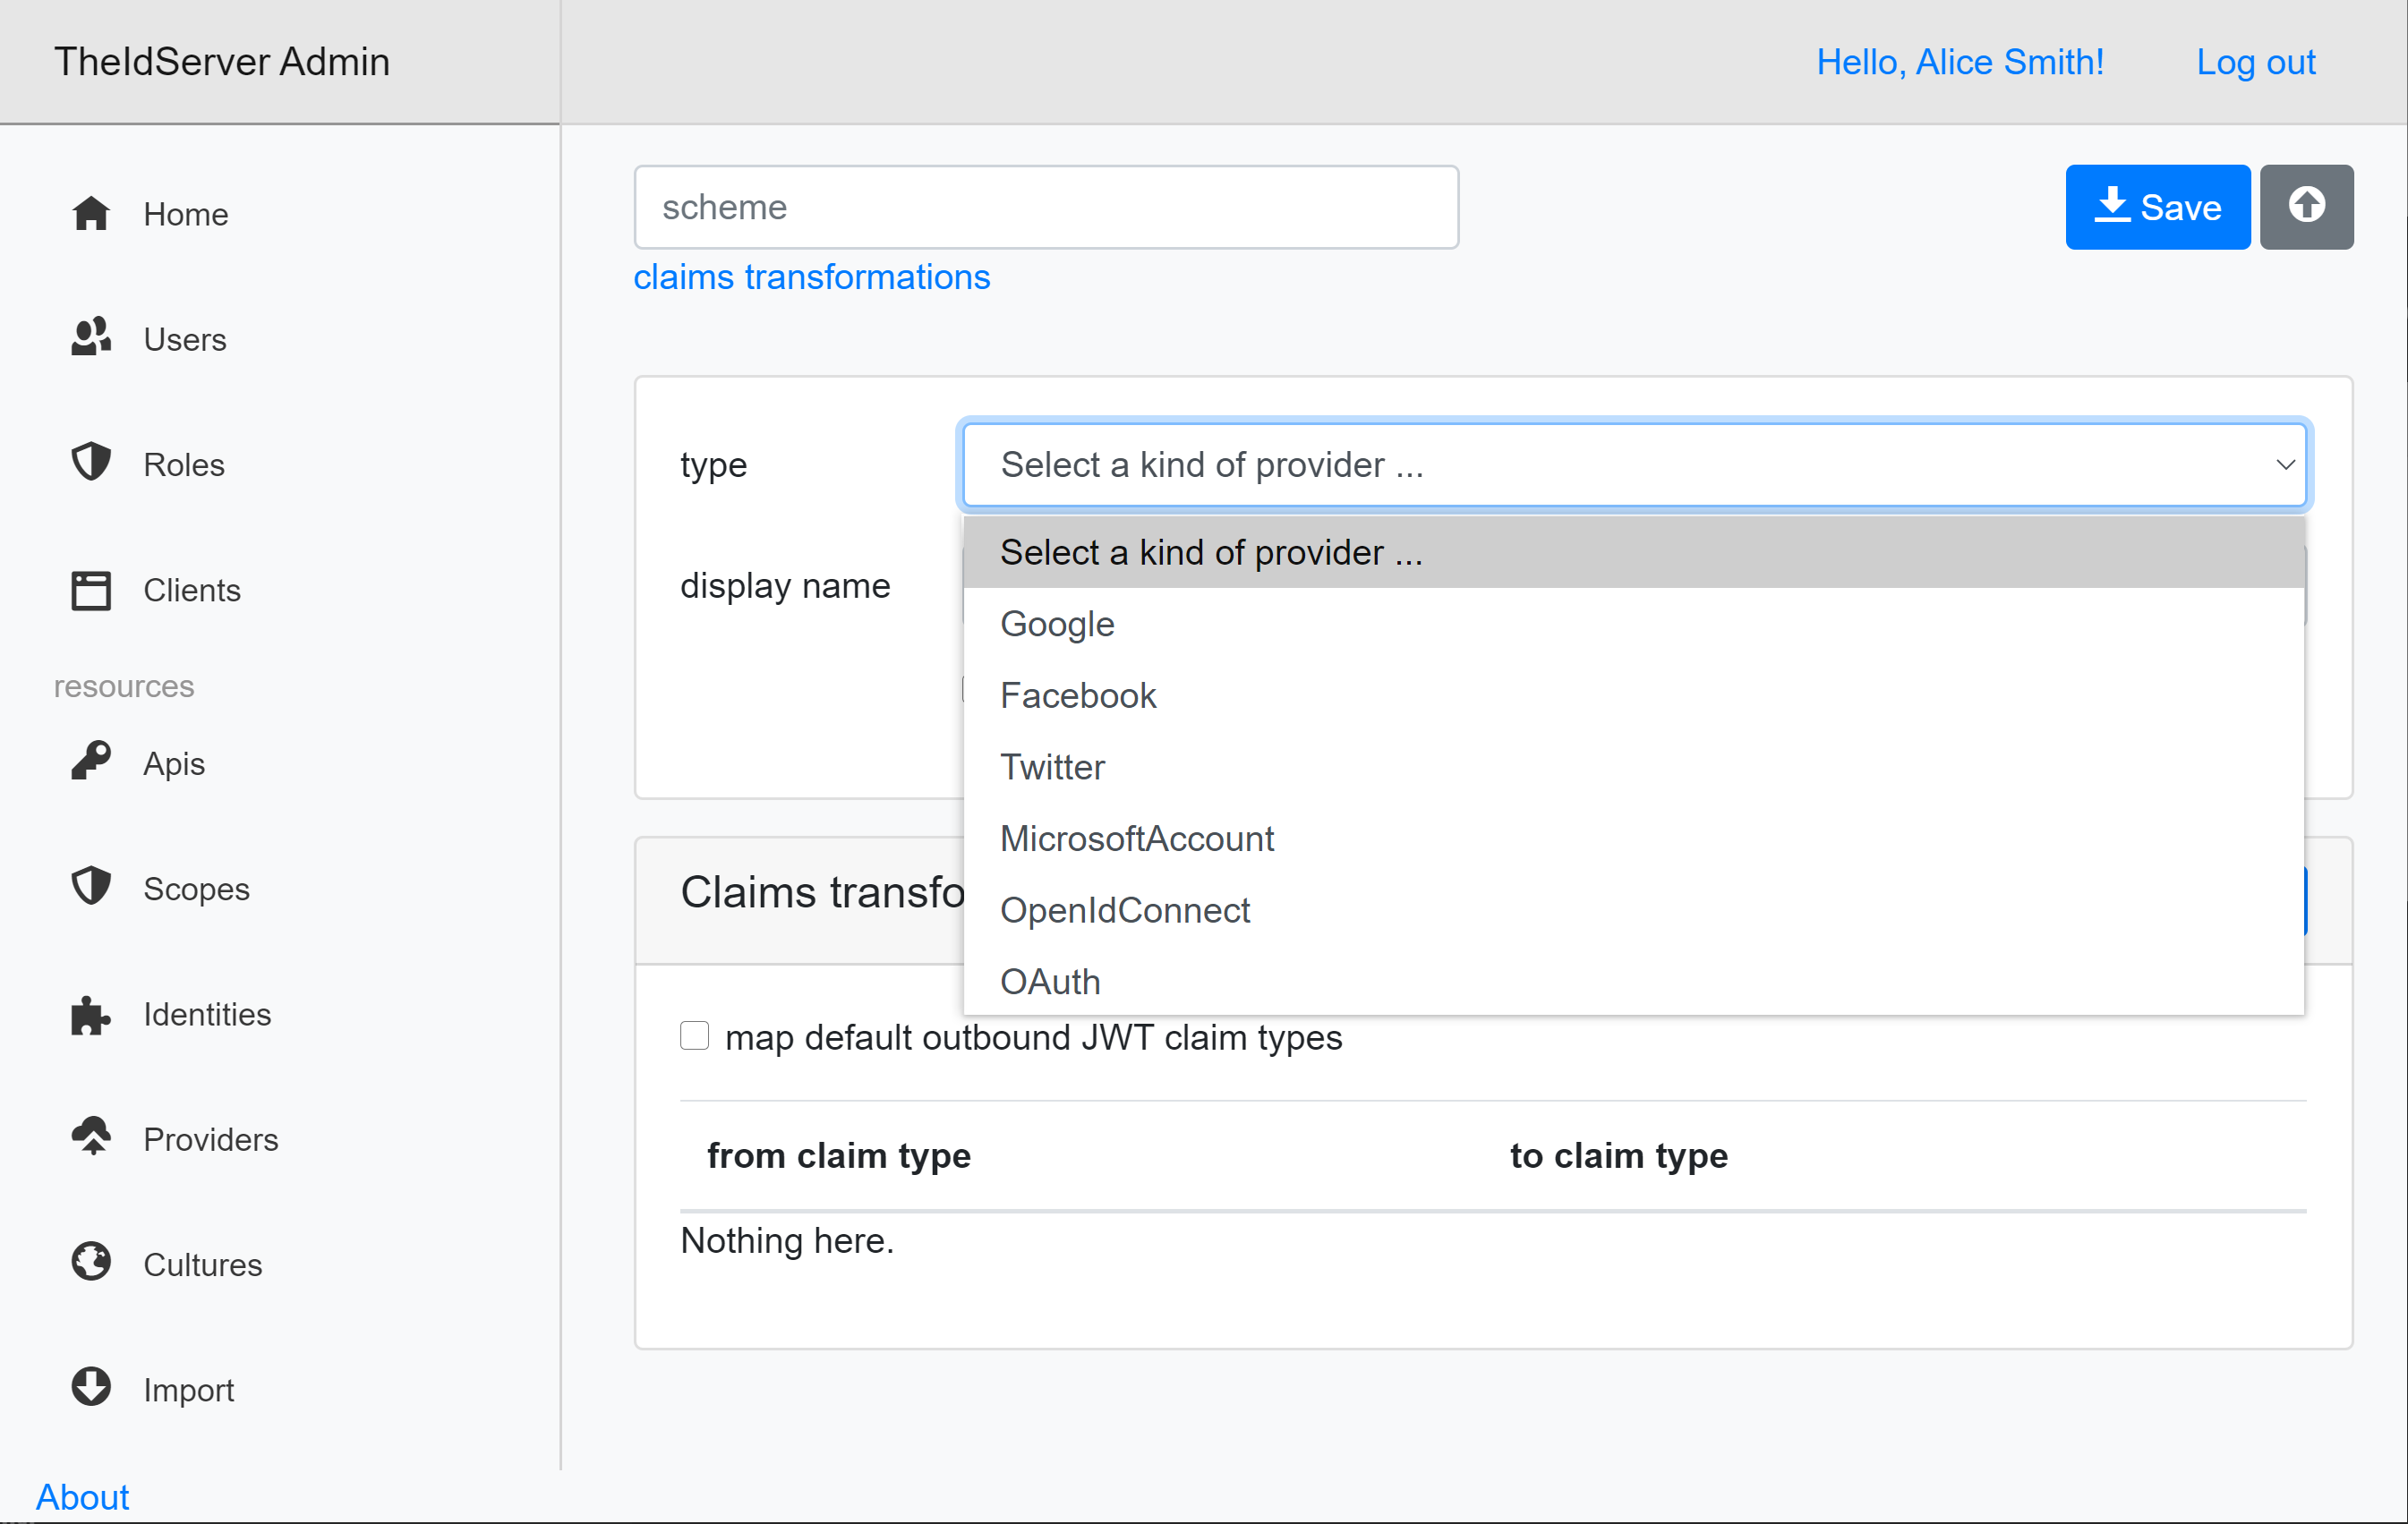 TheIdServer Admin
Hello, Alice Smith!
Log out
Home
Users
Roles
Clients
resources
Apis
Scopes
Identities
Providers
Cultures
Import
About
scheme
Save
claims transformations
type
Select a kind of provider ...
Select a kind of provider ...
Google
Facebook
Twitter
MicrosoftAccount
OpenIdConnect
OAuth
display name
Claims transfo
map default outbound JWT claim types
from claim type
to claim type
Nothing here.